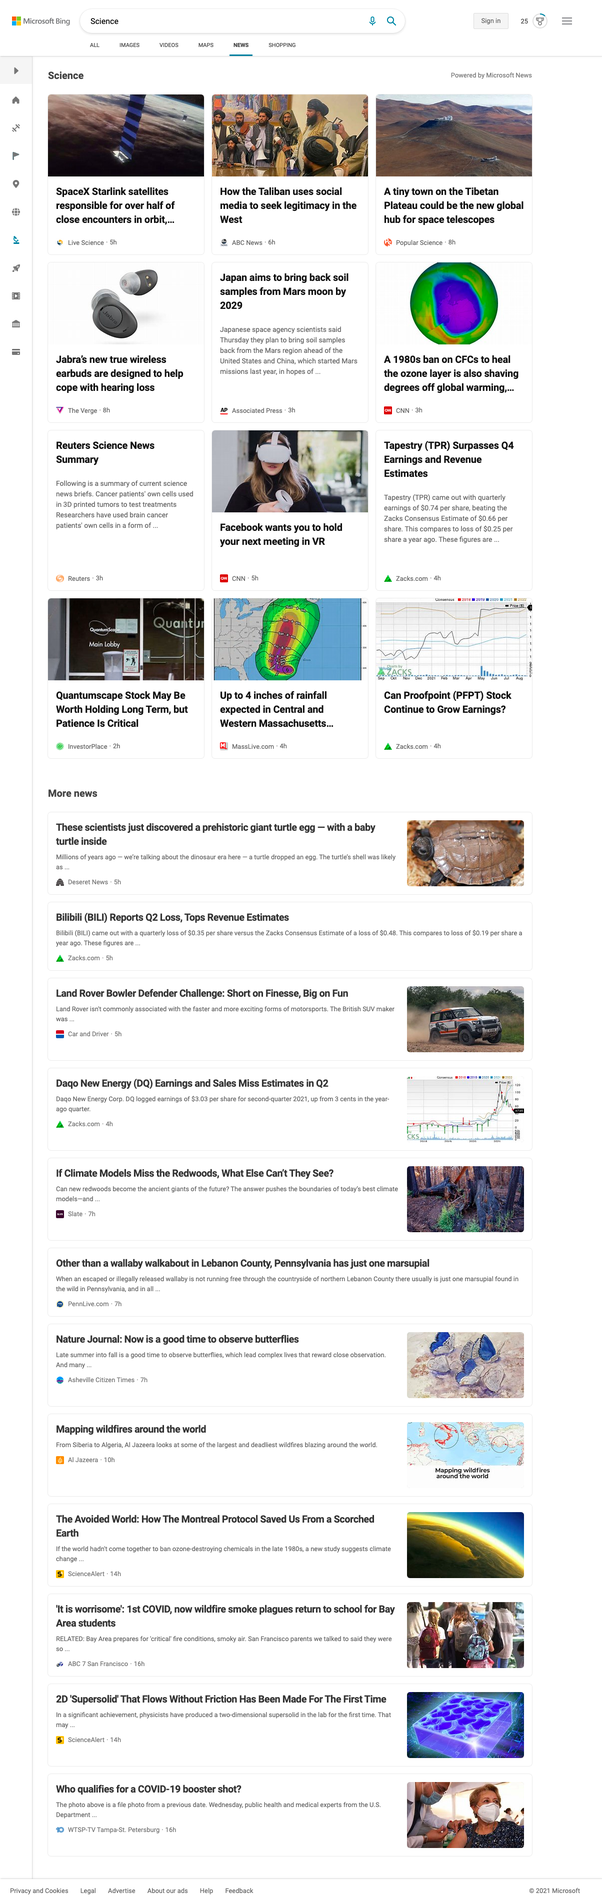 Microsoft Bing
Science
Sign in
25
ALL IMAGES VIDEOS MAPS NEWS SHOPPING
Science
Powered by Microsoft News
SpaceX Starlink satellites
responsible for over half of
close encounters in orbit,...
Live Science · 5h
How the Taliban uses social
media to seek legitimacy in the
West
ABC News · 6h
A tiny town on the Tibetan
Plateau could be the new global
hub for space telescopes
Popular Science · 8h
Jabra's new true wireless
earbuds are designed to help
cope with hearing loss
The Verge · 8h
Japan aims to bring back soil
samples from Mars moon by
2029
Japanese space agency scientists said
Thursday they plan to bring soil samples
back from the Mars region ahead of the
United States and China, which started Mars
missions last year, in hopes of ...
AP Associated Press · 3h
A 1980s ban on CFCs to heal
the ozone layer is also shaving
degrees off global warming,...
CNN · 3h
Reuters Science News
Summary
Following is a summary of current science
news briefs. Cancer patients' own cells used
in 3D printed tumors to test treatments
Researchers have used brain cancer
patients' own cells in a form of ...
Reuters · 3h
Facebook wants you to hold
your next meeting in VR
CNN · 5h
Tapestry (TPR) Surpasses Q4
Earnings and Revenue
Estimates
Tapestry (TPR) came out with quarterly
earnings of $0.74 per share, beating the
Zacks Consensus Estimate of $0.66 per
share. This compares to loss of $0.25 per
share a year ago. These figures are ...
Zacks.com · 4h
QuantumScape
Main Lobby
Quantum
Quantumscape Stock May Be
Worth Holding Long Term, but
Patience Is Critical
InvestorPlace · 2h
Up to 4 inches of rainfall
expected in Central and
Western Massachusetts...
MassLive.com · 4h
ZACKS
Can Proofpoint (PFPT) Stock
Continue to Grow Earnings?
Zacks.com · 4h
More news
These scientists just discovered a prehistoric giant turtle egg — with a baby
turtle inside
Millions of years ago — we're talking about the dinosaur era here — a turtle dropped an egg. The turtle's shell was likely
as ...
Deseret News · 5h
Bilibili (BILI) Reports Q2 Loss, Tops Revenue Estimates
Bilibili (BILI) came out with a quarterly loss of $0.35 per share versus the Zacks Consensus Estimate of a loss of $0.48. This compares to loss of $0.19 per share a
year ago. These figures are ...
Zacks.com · 5h
Land Rover Bowler Defender Challenge: Short on Finesse, Big on Fun
Land Rover isn't commonly associated with the faster and more exciting forms of motorsports. The British SUV maker
was ...
Car and Driver · 5h
Daqo New Energy (DQ) Earnings and Sales Miss Estimates in Q2
Daqo New Energy Corp. DQ logged earnings of $3.03 per share for second-quarter 2021, up from 3 cents in the year-
ago quarter.
Zacks.com · 4h
If Climate Models Miss the Redwoods, What Else Can't They See?
Can new redwoods become the ancient giants of the future? The answer pushes the boundaries of today's best climate
models—and ...
Slate · 7h
Other than a wallaby walkabout in Lebanon County, Pennsylvania has just one marsupial
When an escaped or illegally released wallaby is not running free through the countryside of northern Lebanon County there usually is just one marsupial found in
the wild in Pennsylvania, and in all ...
PennLive.com · 7h
Nature Journal: Now is a good time to observe butterflies
Late summer into fall is a good time to observe butterflies, which lead complex lives that reward close observation.
And many ...
Asheville Citizen Times · 7h
Mapping wildfires around the world
From Siberia to Algeria, Al Jazeera looks at some of the largest and deadliest wildfires blazing around the world.
Al Jazeera · 10h
Mapping wildfires
around the world
The Avoided World: How The Montreal Protocol Saved Us From a Scorched
Earth
If the world hadn't come together to ban ozone-destroying chemicals in the late 1980s, a new study suggests climate
change ...
ScienceAlert · 14h
'It is worrisome': 1st COVID, now wildfire smoke plagues return to school for Bay
Area students
RELATED: Bay Area prepares for 'critical' fire conditions, smoky air. San Francisco parents we talked to said they were
so ...
ABC 7 San Francisco · 16h
2D 'Supersolid' That Flows Without Friction Has Been Made For The First Time
In a significant achievement, physicists have produced a two-dimensional supersolid in the lab for the first time. That
may ...
ScienceAlert · 14h
Who qualifies for a COVID-19 booster shot?
The photo above is a file photo from a previous date. Wednesday, public health and medical experts from the U.S.
Department ...
WTSP-TV Tampa-St. Petersburg · 16h
Privacy and Cookies Legal Advertise About our ads Help Feedback © 2021 Microsoft